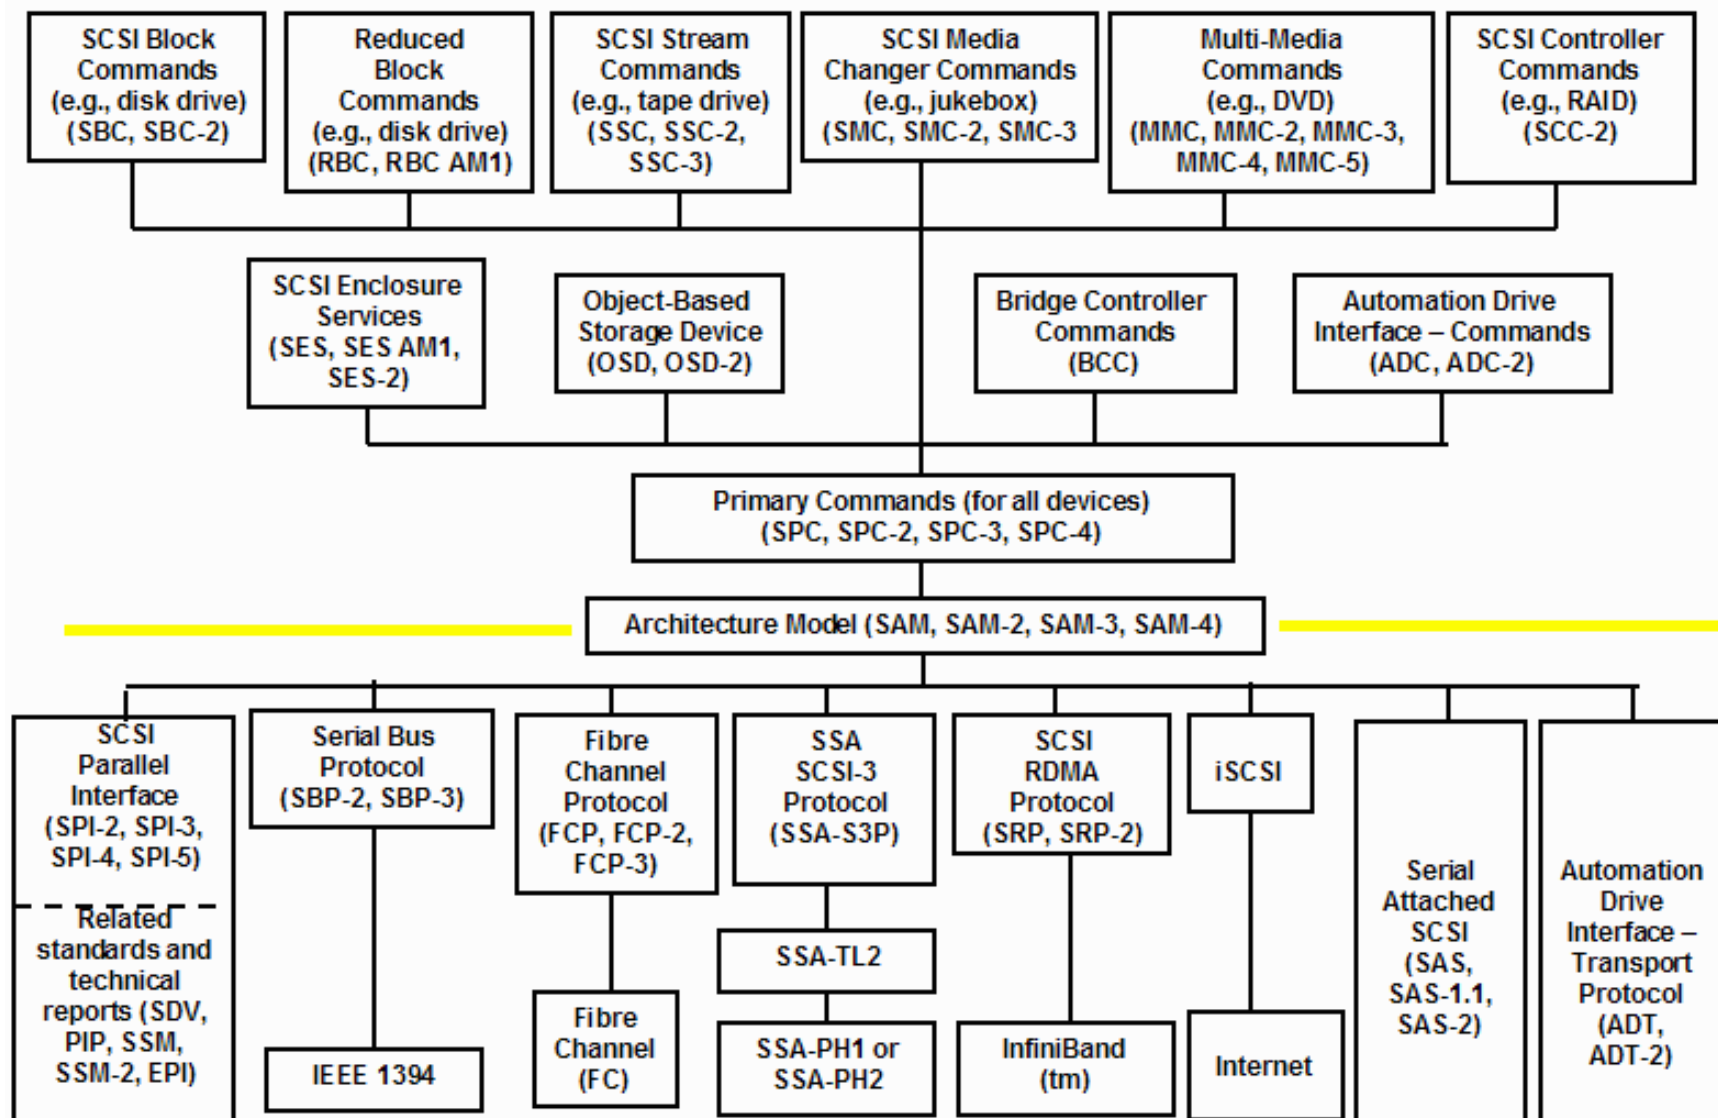 SCSI Block
Commands
(e.g., disk drive)
(SBC, SBC-2)
Reduced
Block
Commands
(e.g., disk drive)
(RBC, RBC AM1)
SCSI Stream
Commands
(e.g., tape drive)
(SSC, SSC-2,
SSC-3)
SCSI Media
Changer Commands
(e.g., jukebox)
(SMC, SMC-2, SMC-3
Multi-Media
Commands
(e.g., DVD)
(MMC, MMC-2, MMC-3,
MMC-4, MMC-5)
SCSI Controller
Commands
(e.g., RAID)
(SCC-2)
SCSI Enclosure
Services
(SES, SES AM1,
SES-2)
Object-Based
Storage Device
(OSD, OSD-2)
Bridge Controller
Commands
(BCC)
Automation Drive
Interface – Commands
(ADC, ADC-2)
Primary Commands (for all devices)
(SPC, SPC-2, SPC-3, SPC-4)
Architecture Model (SAM, SAM-2, SAM-3, SAM-4)
SCSI
Parallel
Interface
(SPI-2, SPI-3,
SPI-4, SPI-5)
Related
standards and
technical
reports (SDV,
PIP, SSM,
SSM-2, EPI)
Serial Bus
Protocol
(SBP-2, SBP-3)
IEEE 1394
Fibre
Channel
Protocol
(FCP, FCP-2,
FCP-3)
Fibre
Channel
(FC)
SSA
SCSI-3
Protocol
(SSA-S3P)
SSA-TL2
SSA-PH1 or
SSA-PH2
SCSI
RDMA
Protocol
(SRP, SRP-2)
InfiniBand
(tm)
iSCSI
Internet
Serial
Attached
SCSI
(SAS,
SAS-1.1,
SAS-2)
Automation
Drive
Interface –
Transport
Protocol
(ADT,
ADT-2)